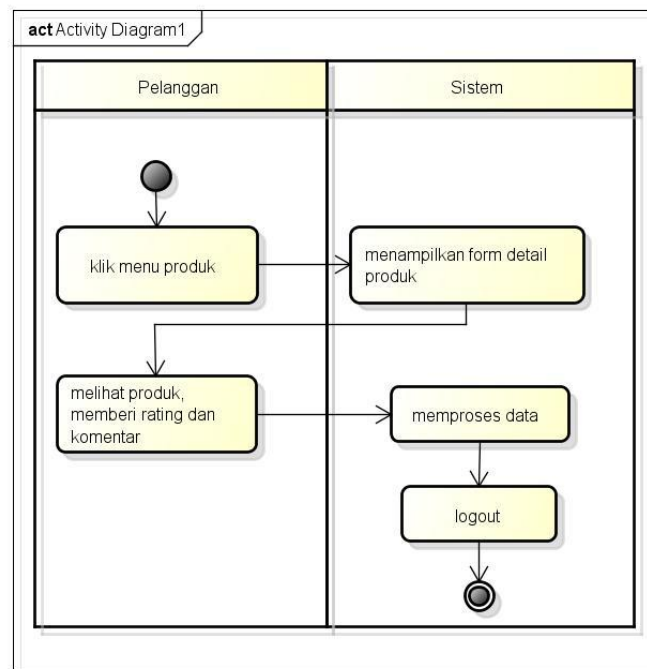 act Activity Diagram1
Pelanggan
Sistem
klik menu produk
menampilkan form detail
produk
melihat produk,
memberi rating dan
komentar
memproses data
logout